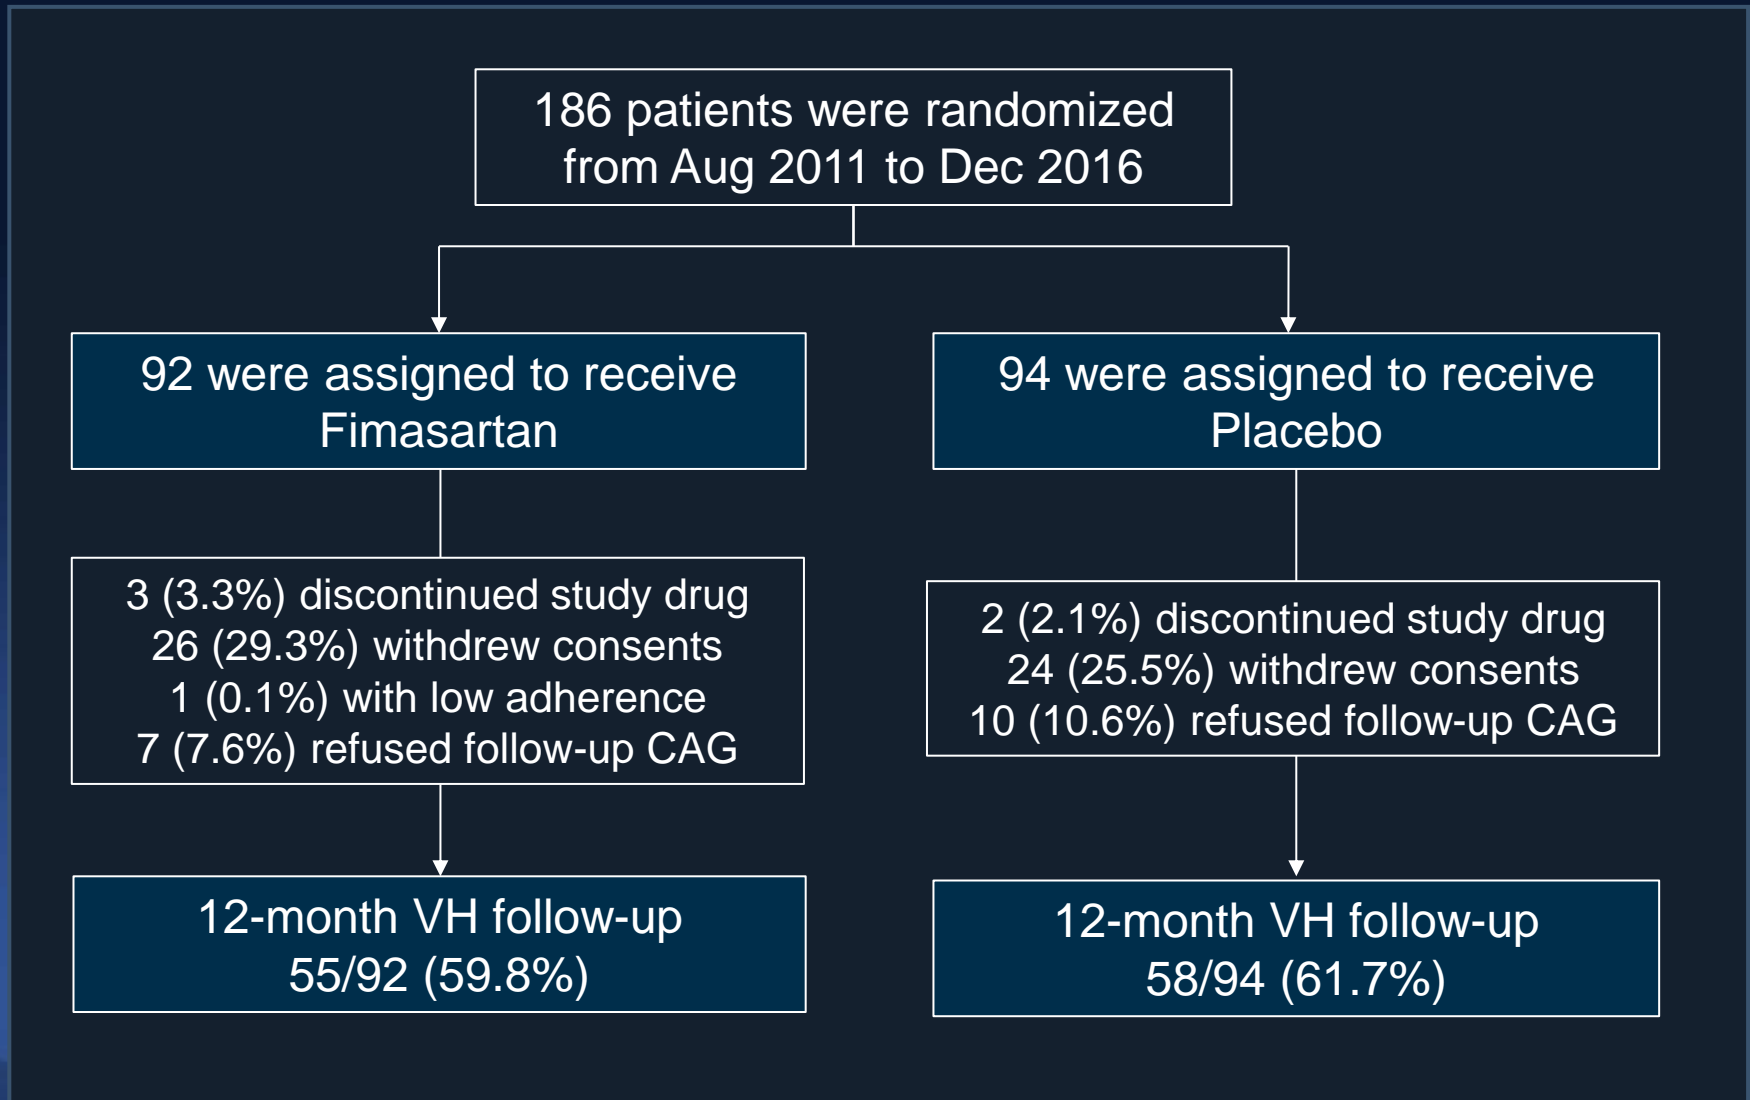 186 patients were randomized
from Aug 2011 to Dec 2016
92 were assigned to receive
Fimasartan
94 were assigned to receive
Placebo
3 (3.3%) discontinued study drug
26 (29.3%) withdrew consents
1 (0.1%) with low adherence
7 (7.6%) refused follow-up CAG
2 (2.1%) discontinued study drug
24 (25.5%) withdrew consents
10 (10.6%) refused follow-up CAG
12-month VH follow-up
55/92 (59.8%)
12-month VH follow-up
58/94 (61.7%)